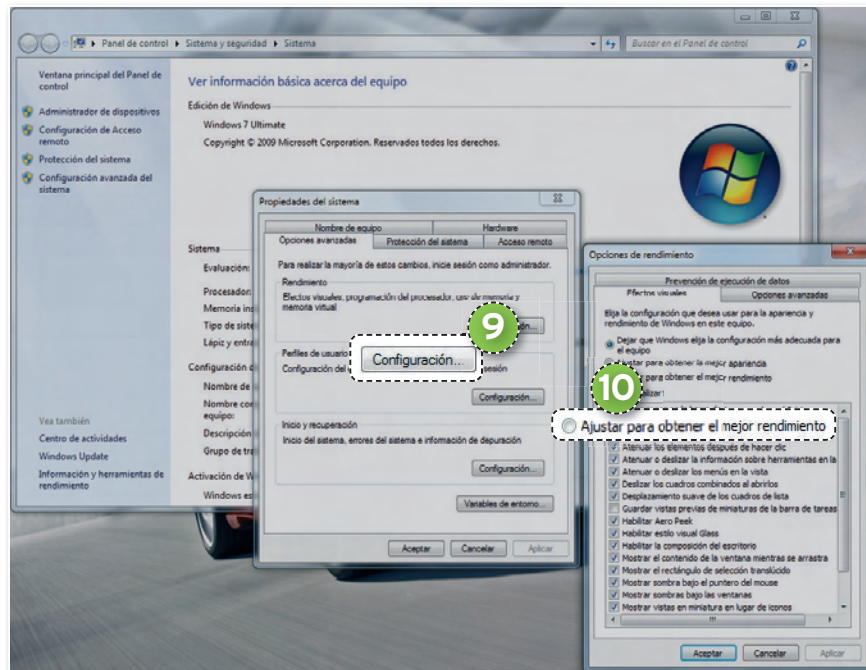 Panel de control ▸ Sistema y seguridad ▸ Sistema
Buscar en el Panel de control
Ventana principal del Panel de
control
Administrador de dispositivos
Configuración de Acceso
remoto
Protección del sistema
Configuración avanzada del
sistema
Vea también
Centro de actividades
Windows Update
Información y herramientas de
rendimiento
Ver información básica acerca del equipo
Edición de Windows
Windows 7 Ultimate
Copyright © 2009 Microsoft Corporation. Reservados todos los derechos.
Sistema
Evaluación:
Procesador:
Memoria
Tipo de
Lápiz y
Configuración
Nombre de
Nombre
equipo:
Descripción
Grupo de
Activación de
Windows
Propiedades del sistema
Nombre de equipo
Hardware
Opciones avanzadas
Protección del sistema
Acceso remoto
Para realizar la mayoría de estos cambios, inicie sesión como administrador.
Rendimiento
Efectos visuales, programación del procesador, uso de memoria y
memoria virtual
9
Configuración...
Perfiles de usuario
Configuración del
sesión
Configuración...
Inicio y recuperación
Inicio del sistema, errores del sistema e información de depuración
Configuración...
Variables de entorno...
Aceptar
Cancelar
Aplicar
Opciones de rendimiento
Prevención de ejecución de datos
Efectos visuales
Opciones avanzadas
Elija la configuración que desea usar para la apariencia y
rendimiento de Windows en este equipo.
Dejar que Windows elija la configuración más adecuada para
el equipo
Ajustar para obtener la mejor apariencia
para obtener el mejor rendimiento
10
Ajustar para obtener el mejor rendimiento
Atenuar los elementos después de hacer clic
Atenuar o deslizar la información sobre herramientas en la
Atenuar o deslizar los menús en la vista
Deslizar los cuadros combinados al abrirlos
Desplazamiento suave de los cuadros de lista
Guardar vistas previas de miniaturas de la barra de tareas
Habilitar Aero Peek
Habilitar estilo visual Glass
Habilitar la composición del escritorio
Mostrar el contenido de la ventana mientras se arrastra
Mostrar el rectángulo de selección translúcido
Mostrar sombra bajo el puntero del mouse
Mostrar sombras bajo las ventanas
Mostrar vistas en miniatura en lugar de iconos
Aceptar
Cancelar
Aplicar